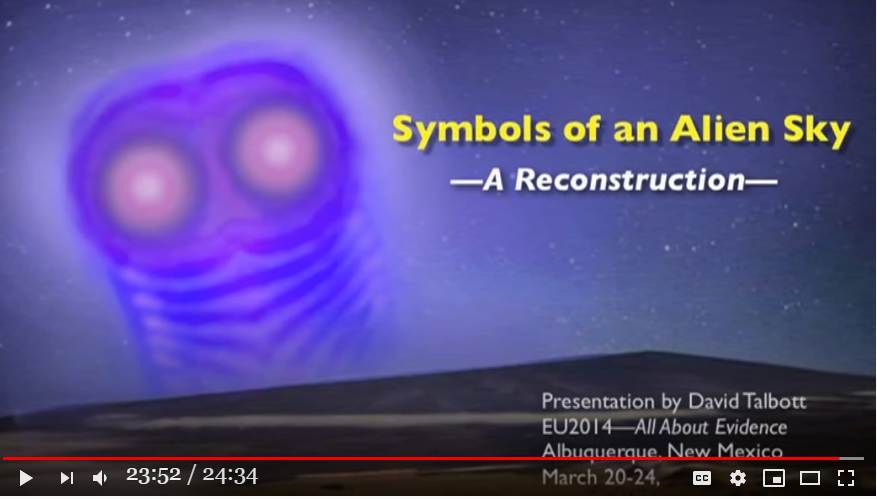 Symbols of an Alien Sky
—A Reconstruction—
Presentation by David Talbott
EU2014—All About Evidence
Albuquerque, New Mexico
March 20-24,
23:52 / 24:34
CC